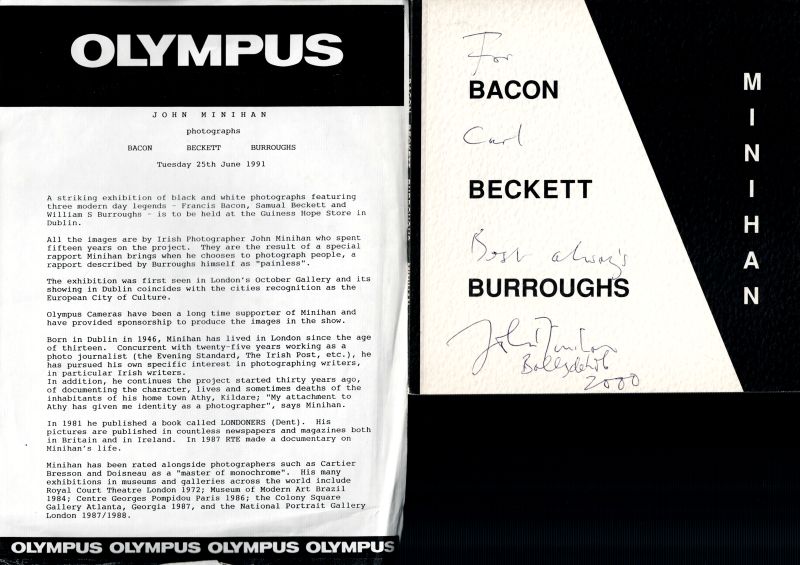 OLYMPUS
JOHN MINIHAN
photographs
BACON BECKETT BURROUGHS
Tuesday 25th June 1991
A striking exhibition of black and white photographs featuring
three modern day legends - Francis Bacon, Samual Beckett and
William S Burroughs - is to be held at the Guiness Hope Store in
Dublin.
All the images are by Irish Photographer John Minihan who spent
fifteen years on the project. They are the result of a special
rapport Minihan brings when he chooses to photograph people, a
rapport described by Burroughs himself as "painless".
The exhibition was first seen in London's October Gallery and its
showing in Dublin coincides with the cities recognition as the
European City of Culture.
Olympus Cameras have been a long time supporter of Minihan and
have provided sponsorship to produce the images in the show.
Born in Dublin in 1946, Minihan has lived in London since the age
of thirteen. Concurrent with twenty-five years working as a
photo journalist (the Evening Standard, The Irish Post, etc.), he
has pursued his own specific interest in photographing writers,
in particular Irish writers.
In addition, he continues the project started thirty years ago,
of documenting the character, lives and sometimes deaths of the
inhabitants of his home town Athy, Kildare; "My attachment to
Athy has given me identity as a photographer", says Minihan.
In 1981 he published a book called LONDONERS (Dent). His
pictures are published in countless newspapers and magazines both
in Britain and in Ireland. In 1987 RTE made a documentary on
Minihan's life.
Minihan has been rated alongside photographers such as Cartier
Bresson and Doisneau as a "master of monochrome". His many
exhibitions in museums and galleries across the world include
Royal Court Theatre London 1972; Museum of Modern Art Brazil
1984; Centre Georges Pompidou Paris 1986; the Colony Square
Gallery Atlanta, Georgia 1987, and the National Portrait Gallery
London 1987/1988.
OLYMPUS OLYMPUS OLYMPUS OLYMPUS
BACON BECKETT BURROUGHS MINIHAN
For
BACON
Carl
BECKETT
Best always
BURROUGHS
John Minihan
Ballydehob
2000
MINIHAN